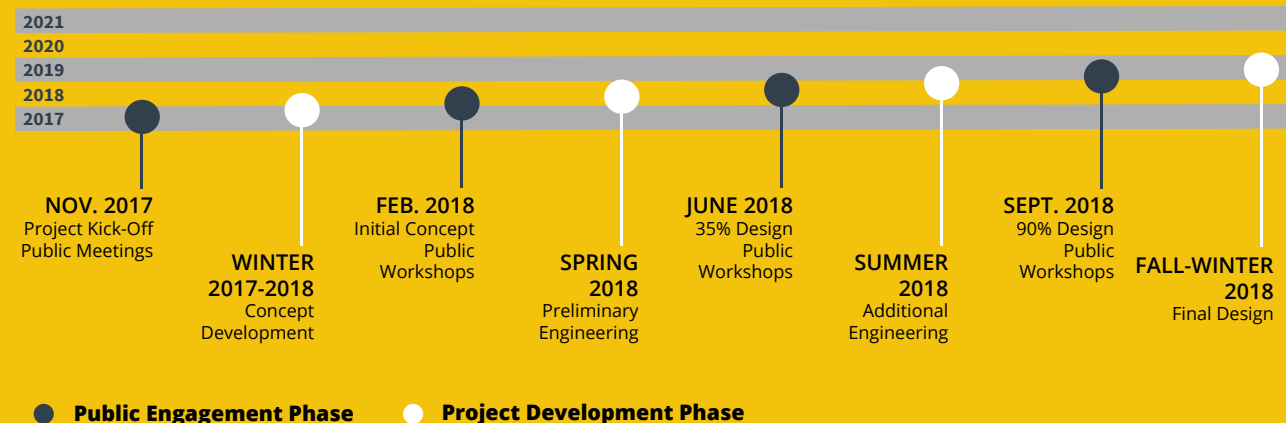 2021
2020
2019
2018
2017
NOV. 2017
Project Kick-Off
Public Meetings
WINTER
2017-2018
Concept
Development
FEB. 2018
Initial Concept
Public
Workshops
SPRING
2018
Preliminary
Engineering
JUNE 2018
35% Design
Public
Workshops
SUMMER
2018
Additional
Engineering
SEPT. 2018
90% Design
Public
Workshops
FALL-WINTER
2018
Final Design
Public Engagement Phase
Project Development Phase